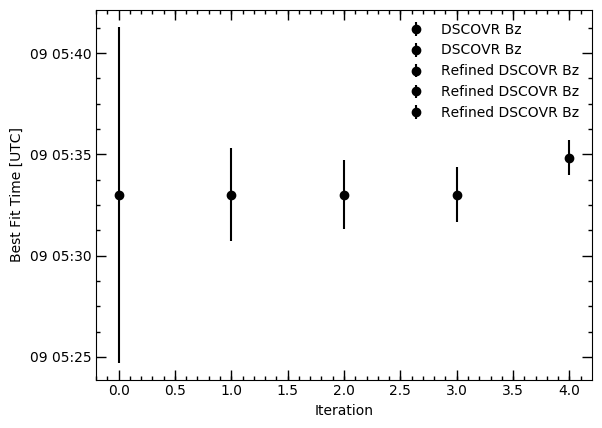 DSCOVR Bz
DSCOVR Bz
Refined DSCOVR Bz
Refined DSCOVR Bz
Refined DSCOVR Bz
09 05:40
09 05:35
09 05:30
09 05:25
Best Fit Time [UTC]
0.0 0.5 1.0 1.5 2.0 2.5 3.0 3.5 4.0
Iteration